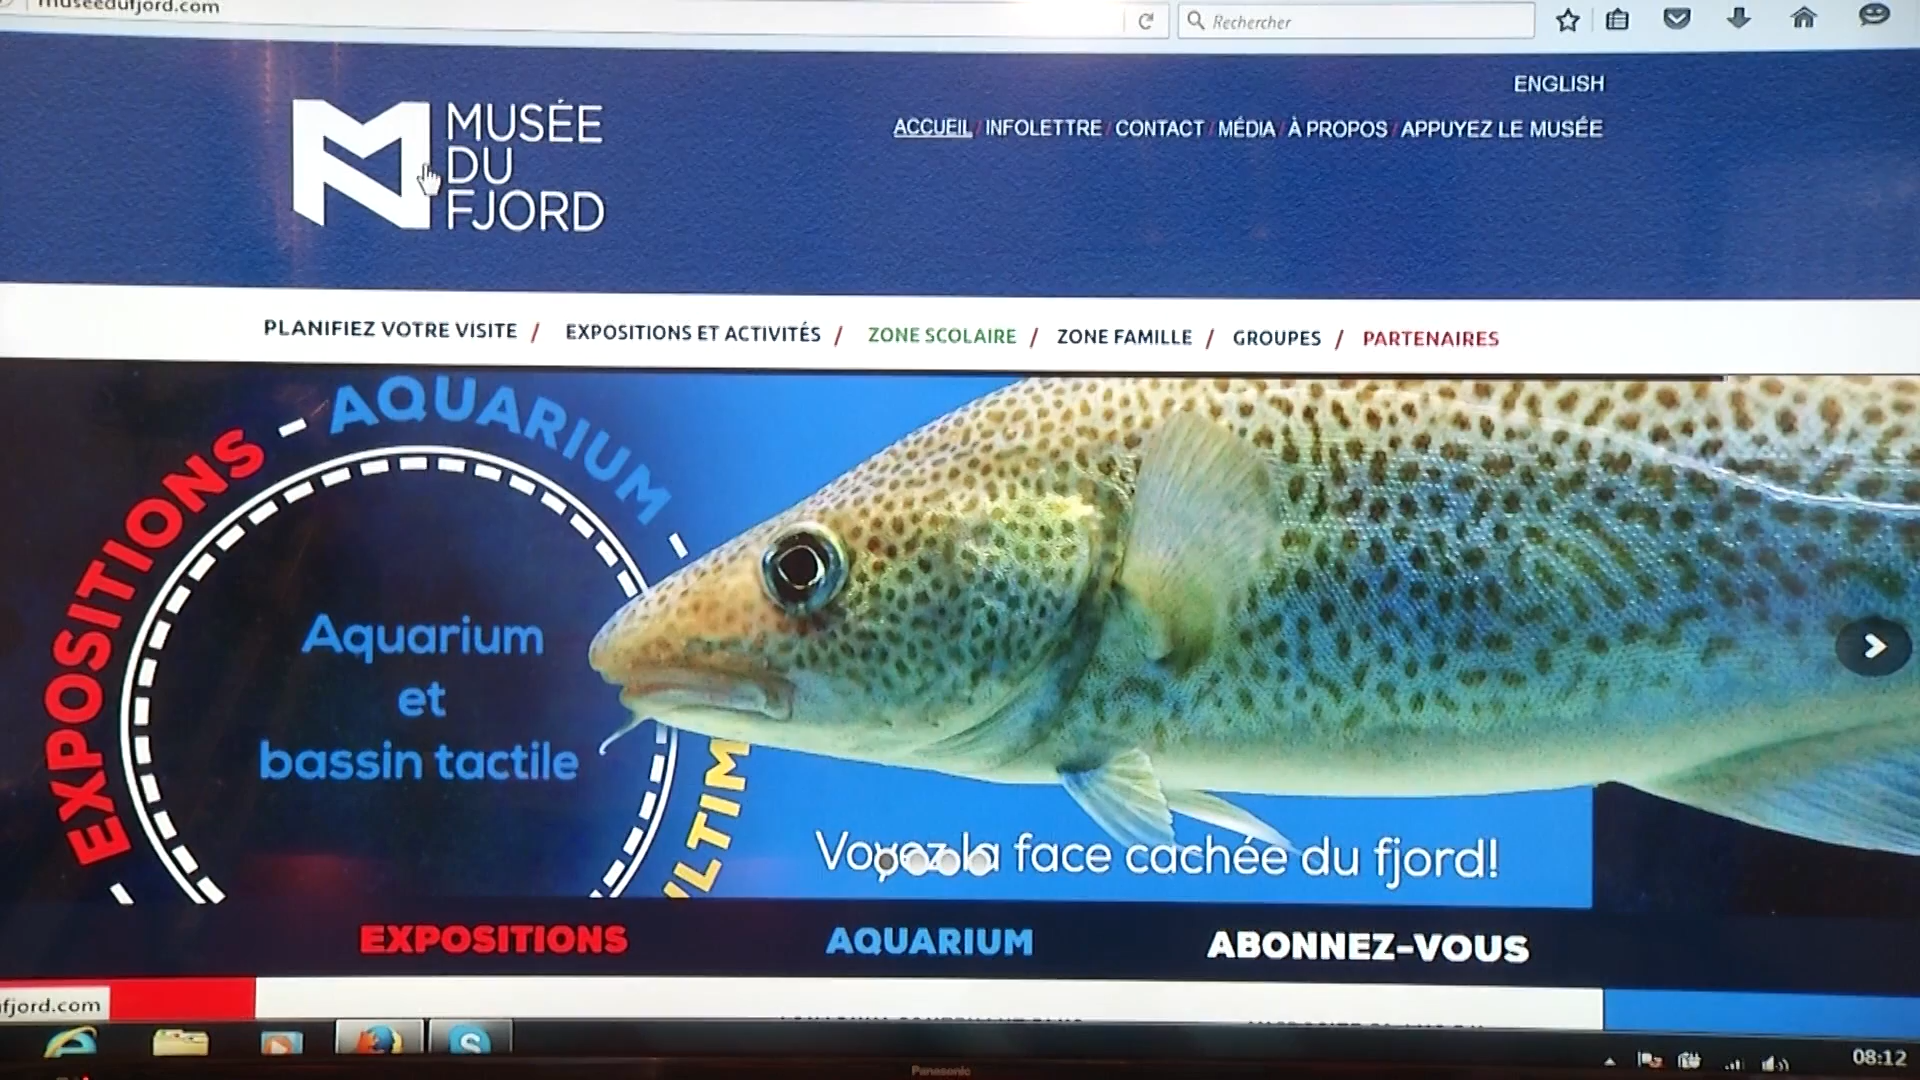 museedufjord.com
Rechercher
ENGLISH
MUSÉE
DU
FJORD
ACCUEIL / INFOLETTRE / CONTACT / MÉDIA / À PROPOS / APPUYEZ LE MUSÉE
PLANIFIEZ VOTRE VISITE / EXPOSITIONS ET ACTIVITÉS / ZONE SCOLAIRE / ZONE FAMILLE / GROUPES / PARTENAIRES
EXPOSITIONS - AQUARIUM -
Aquarium
et
bassin tactile
Voyez la face cachée du fjord!
EXPOSITIONS
AQUARIUM
ABONNEZ-VOUS
fjord.com
08:12
Panasonic